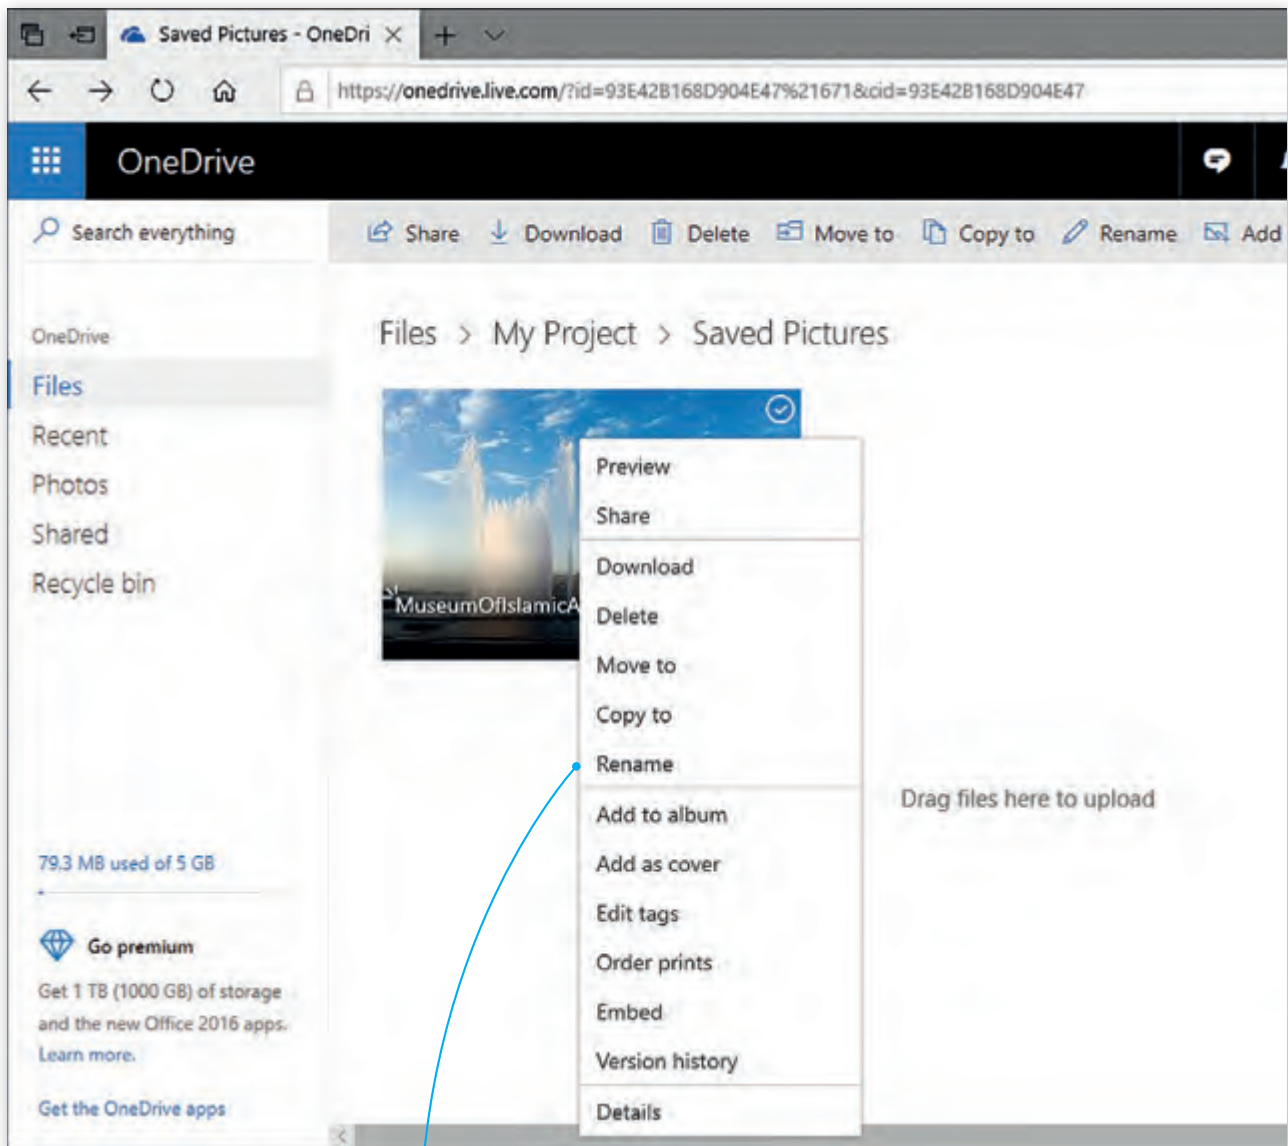 Saved Pictures - OneDri
https://onedrive.live.com/?id=93E42B168D904E47%21671&cid=93E42B168D904E47
OneDrive
Search everything
Share Download Delete Move to Copy to Rename Add
OneDrive
Files
Recent
Photos
Shared
Recycle bin
79.3 MB used of 5 GB
Go premium
Get 1 TB (1000 GB) of storage
and the new Office 2016 apps.
Learn more.
Get the OneDrive apps
Files > My Project > Saved Pictures
MuseumOfIslamicA
Preview
Share
Download
Delete
Move to
Copy to
Rename
Add to album
Add as cover
Edit tags
Order prints
Embed
Version history
Details
Drag files here to upload